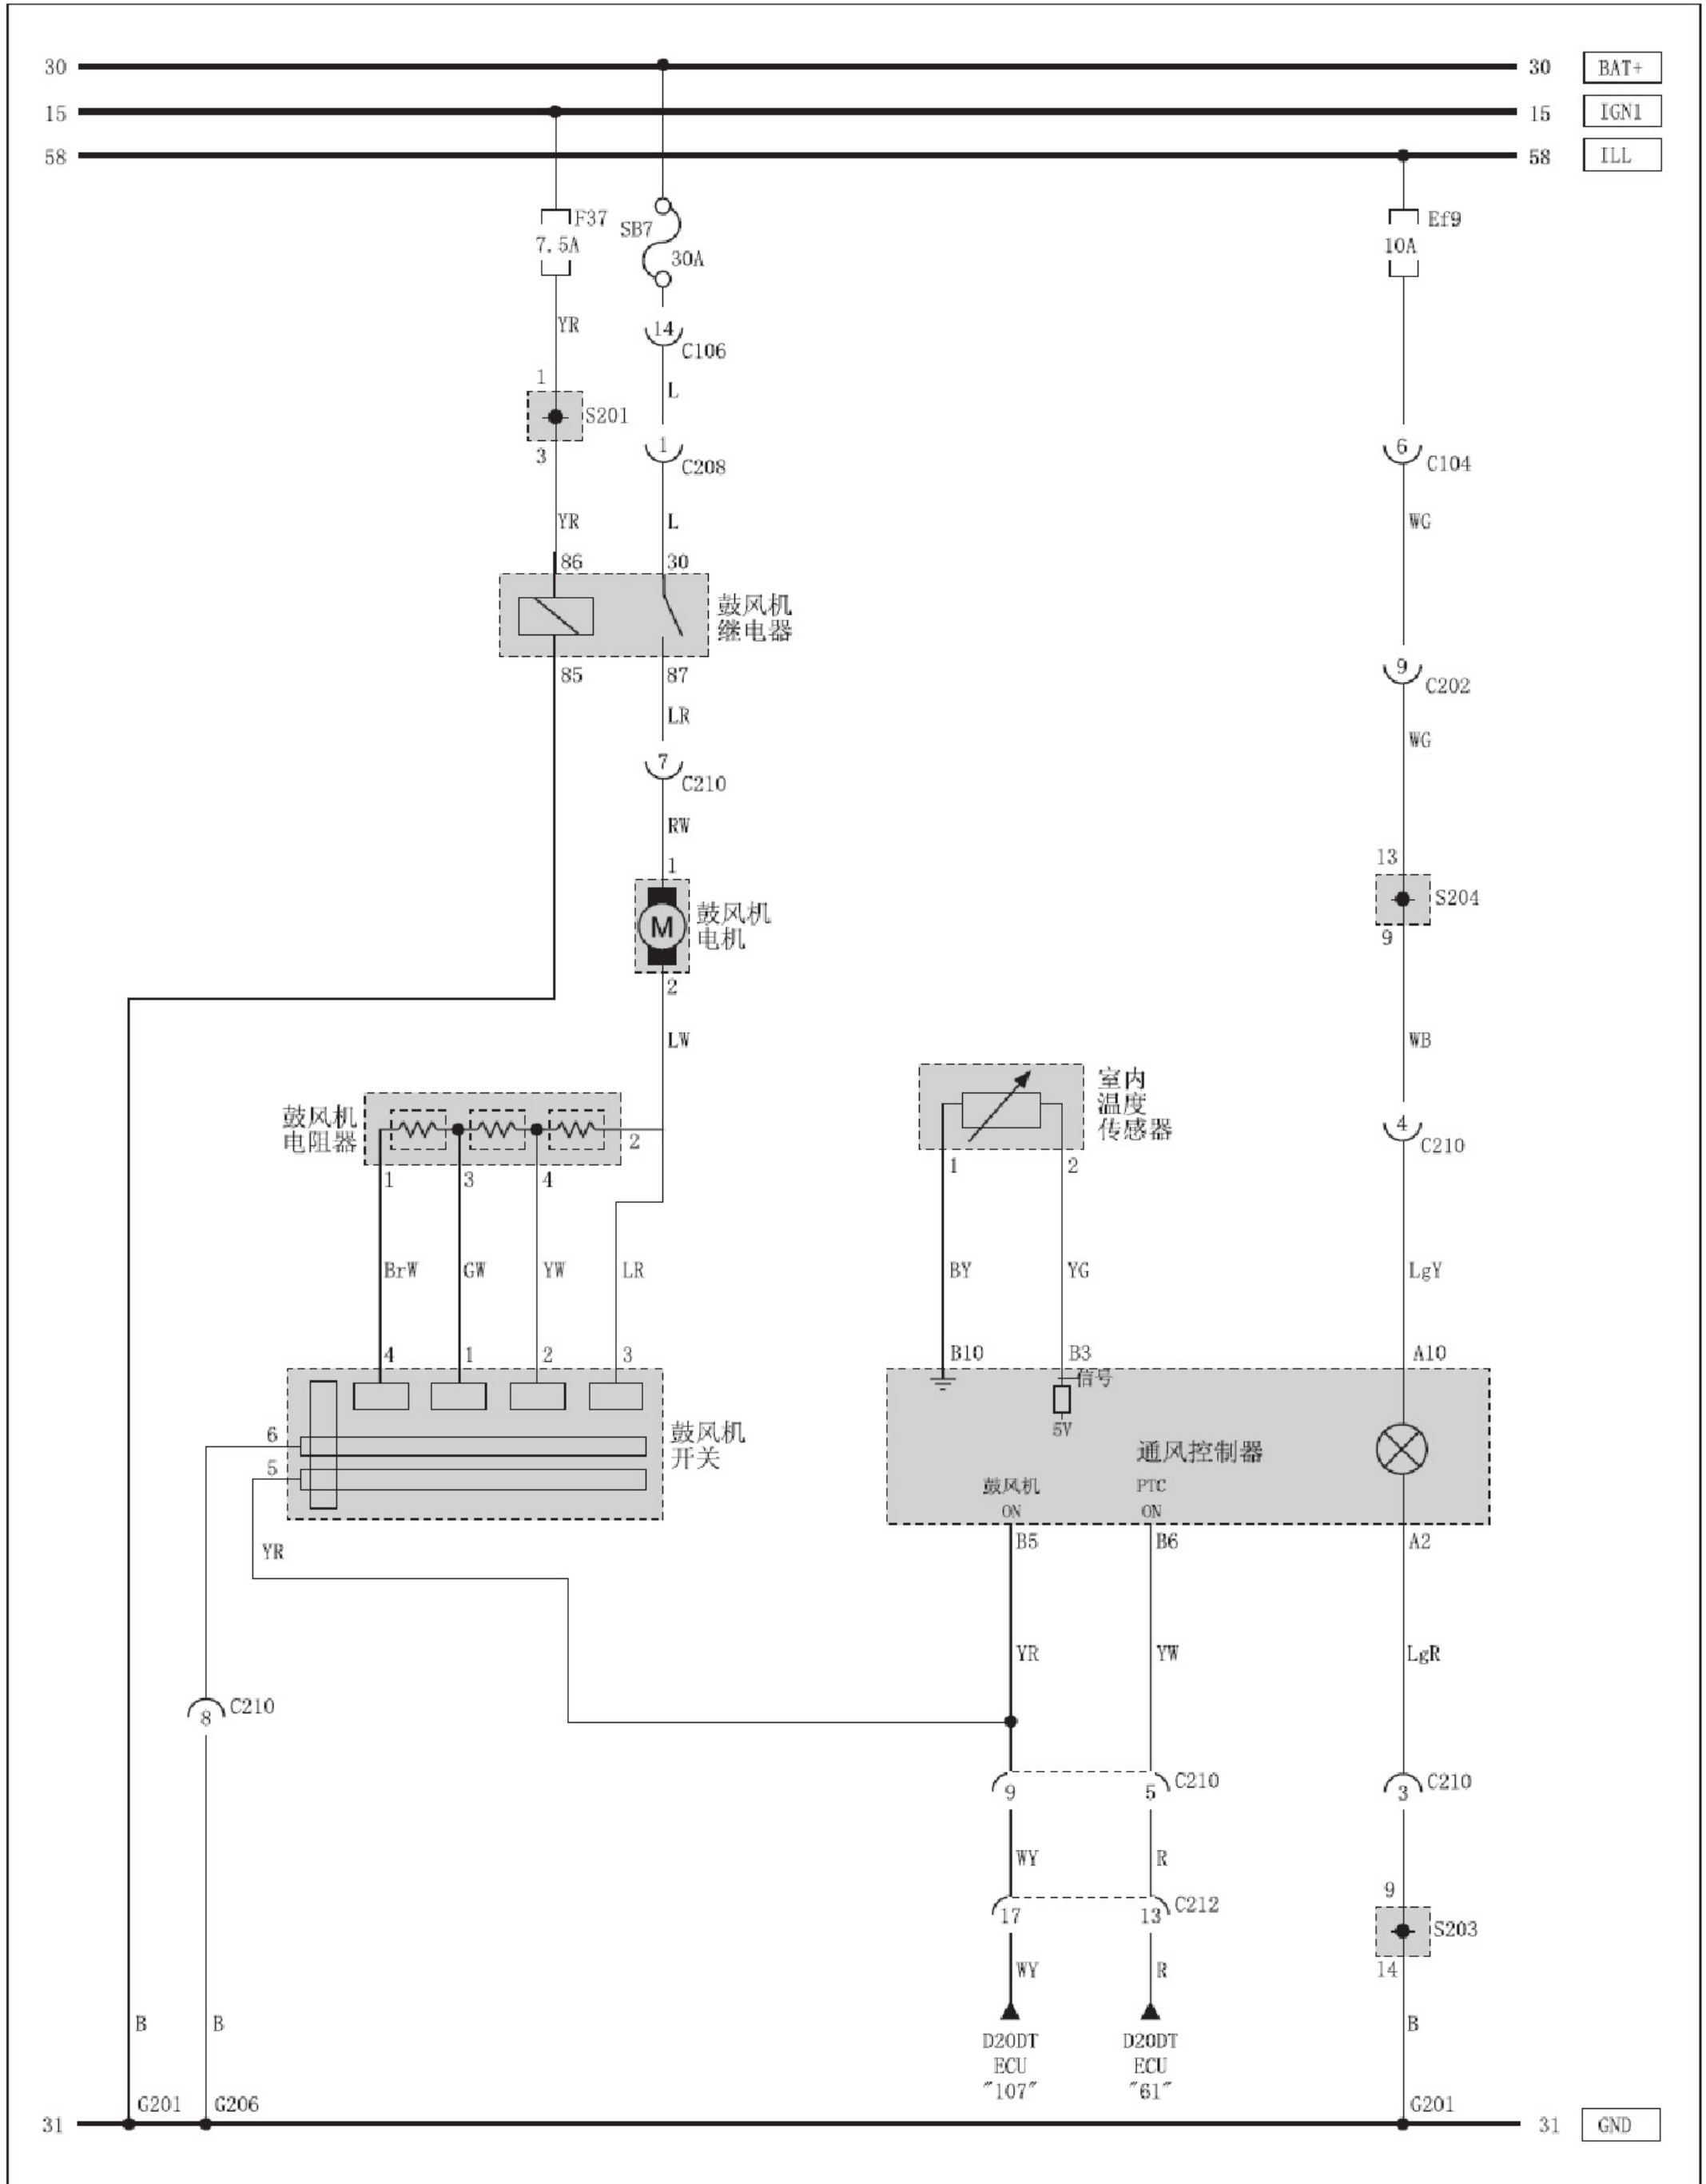 30
30
BAT+
15
15
IGN1
58
58
ILL
F37
7.5A
SB7
30A
Ef9
10A
YR
14
C106
L
1
S201
3
1
C208
6
C104
YR
L
WG
86
30
鼓风机
继电器
85
87
9
C202
LR
WG
7
C210
RW
1
M
鼓风机
电机
2
13
S204
9
LW
WB
鼓风机
电阻器
2
1
3
4
室内
温度
传感器
1
2
4
C210
BrW
GW
YW
LR
BY
YG
LgY
4
1
2
3
B10
B3
A10
信号
5V
6
5
鼓风机
开关
通风控制器
鼓风机
ON
PTC
ON
YR
B5
B6
A2
YR
YW
LgR
C210
8
9
5
C210
3
C210
WY
R
17
13
C212
9
S203
14
WY
R
B
B
B
D20DT
ECU
"107"
D20DT
ECU
"61"
G201
G206
G201
31
31
GND